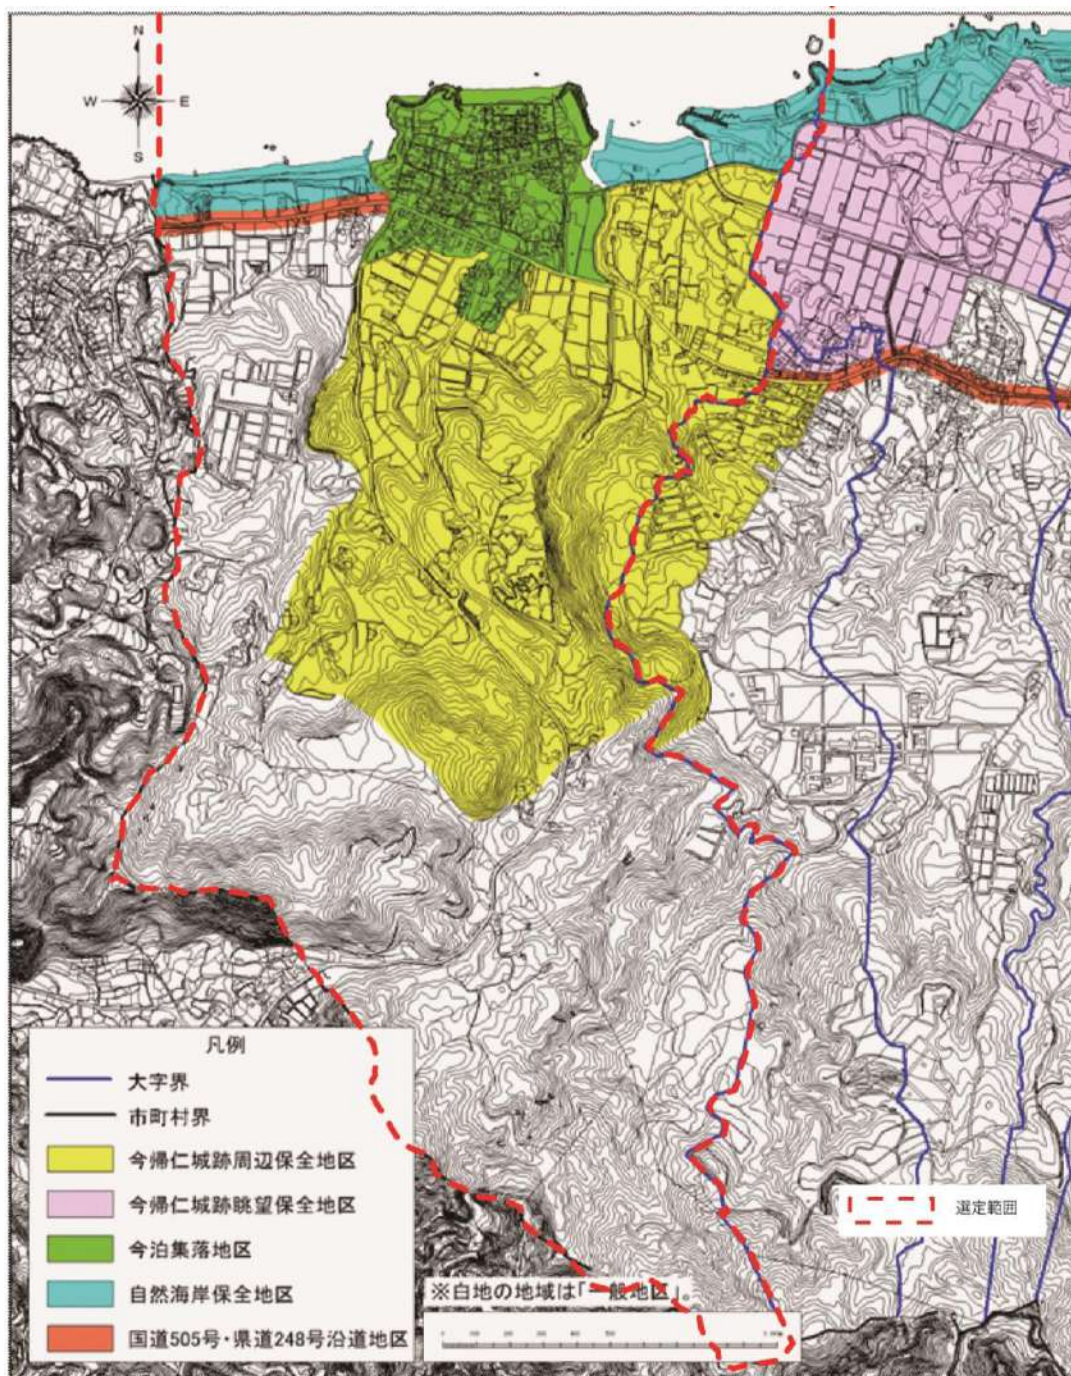 N
W E
S
凡例
大字界
市町村界
今帰仁城跡周辺保全地区
今帰仁城跡眺望保全地区
今泊集落地区
自然海岸保全地区
国道505号・県道248号沿道地区
選定範囲
※白地の地域は「一般地区」。